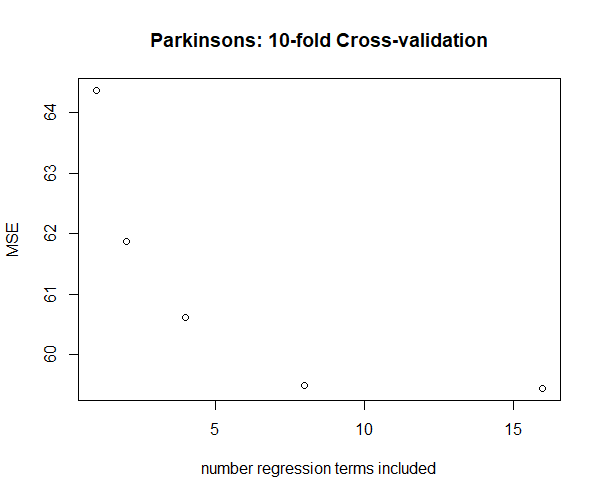 Parkinsons: 10-fold Cross-validation
64
63
62
61
60
MSE
5 10 15
number regression terms included